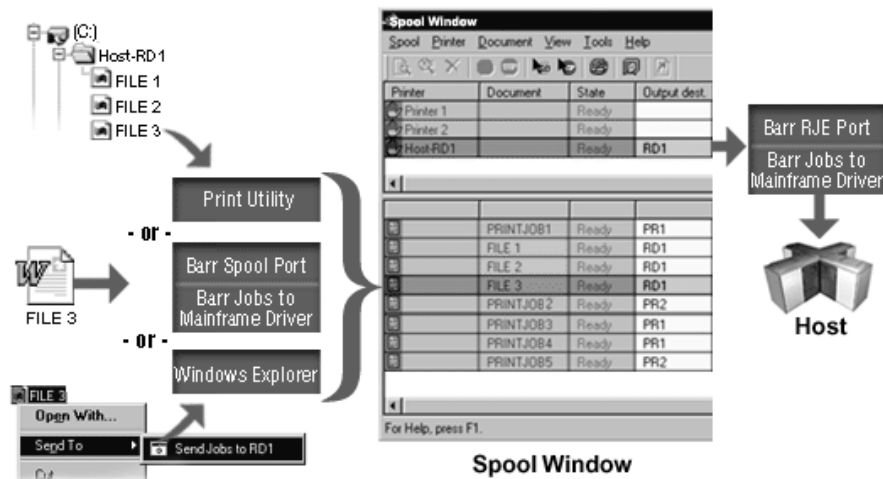 (C:)
Host-RD1
FILE 1
FILE 2
FILE 3
Print Utility
- or -
FILE 3
Barr Spool Port
Barr Jobs to
Mainframe Driver
- or -
Windows Explorer
FILE 3
Open With...
Send To
Send Jobs to RD1
Cut
Spool Window
Spool Printer Document View Tools Help
Printer Document State Output dest.
Printer 1 Ready
Printer 2 Ready
Host-RD1 Ready RD1
PRINTJOB1 Ready PR1
FILE 1 Ready RD1
FILE 2 Ready RD1
FILE 3 Ready RD1
PRINTJOB2 Ready PR2
PRINTJOB3 Ready PR1
PRINTJOB4 Ready PR1
PRINTJOB5 Ready PR2
For Help, press F1.
Spool Window
Barr RJE Port
Barr Jobs to
Mainframe Driver
Host